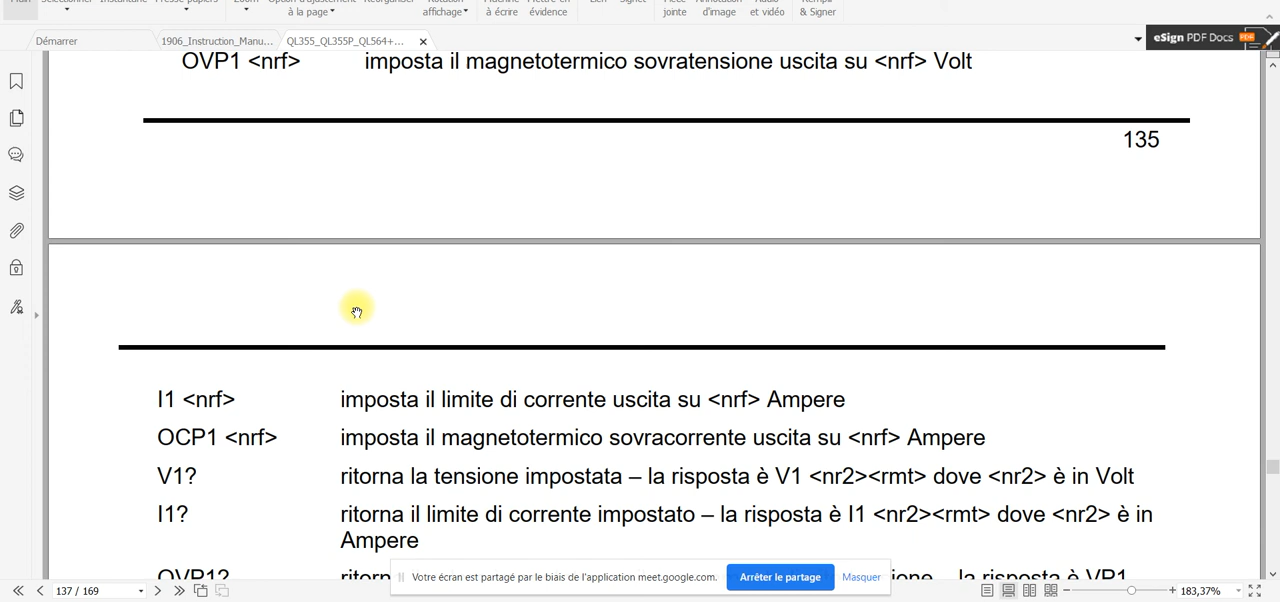 à la page
affichage
à écrire
évidence
jointe
d'image
et vidéo
& Signer
Démarrer
1906_Instruction_Manu...
QL355_QL355P_QL564+...
eSign PDF Docs
OVP1 <nrf> imposta il magnetotermico sovratensione uscita su <nrf> Volt
135
I1 <nrf> imposta il limite di corrente uscita su <nrf> Ampere
OCP1 <nrf> imposta il magnetotermico sovracorrente uscita su <nrf> Ampere
V1? ritorna la tensione impostata – la risposta è V1 <nr2><rmt> dove <nr2> è in Volt
I1? ritorna il limite di corrente impostato – la risposta è I1 <nr2><rmt> dove <nr2> è in
Ampere
Votre écran est partagé par le biais de l'application meet.google.com.
Arrêter le partage
Masquer
137 / 169
183,37%